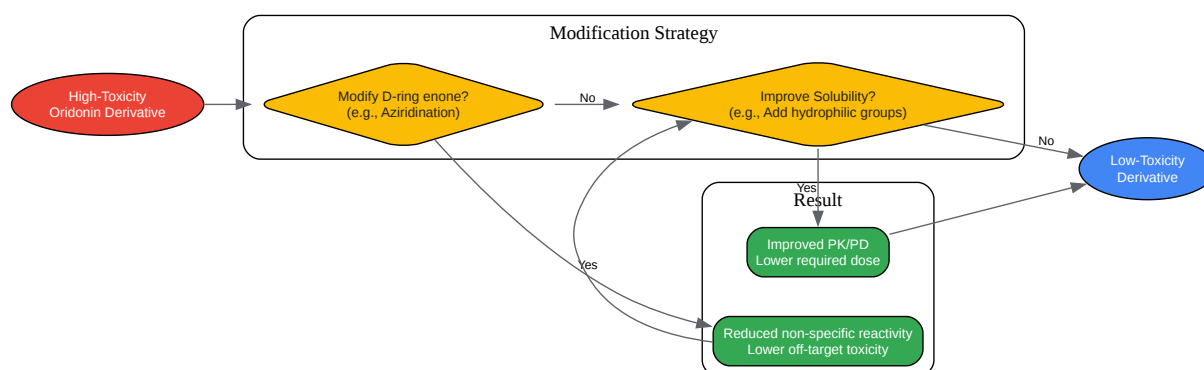 Modification Strategy
High-Toxicity
Oridonin Derivative
Modify D-ring enone?
(e.g., Aziridination)
No
Improve Solubility?
(e.g., Add hydrophilic groups)
No
Low-Toxicity
Derivative
Yes
Result
Improved PK/PD
Lower required dose
Yes
Reduced non-specific reactivity
Lower off-target toxicity